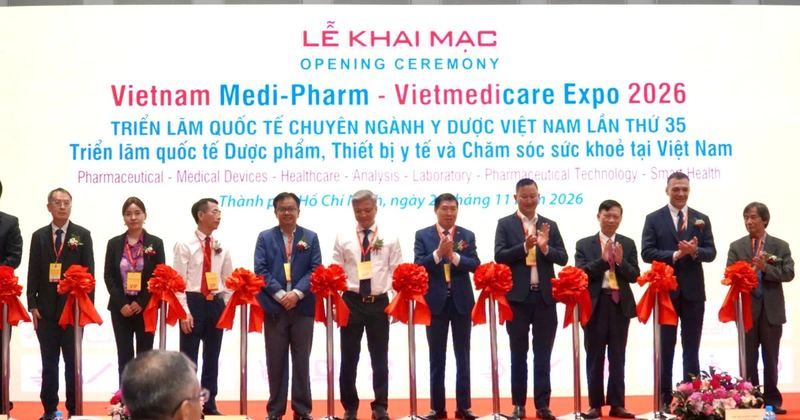 LỄ KHAI MẠC
OPENING CEREMONY
Vietnam Medi-Pharm - Vietmedicare Expo 2026
TRIỂN LÃM QUỐC TẾ CHUYÊN NGÀNH Y DƯỢC VIỆT NAM LẦN THỨ 35
Triển lãm quốc tế Dược phẩm, Thiết bị y tế và Chăm sóc sức khoẻ tại Việt Nam
Pharmaceutical - Medical Devices - Healthcare - Analysis - Laboratory - Pharmaceutical Technology - Smart Health
Thành phố Hồ Chí Minh, ngày 11 2026
VIP